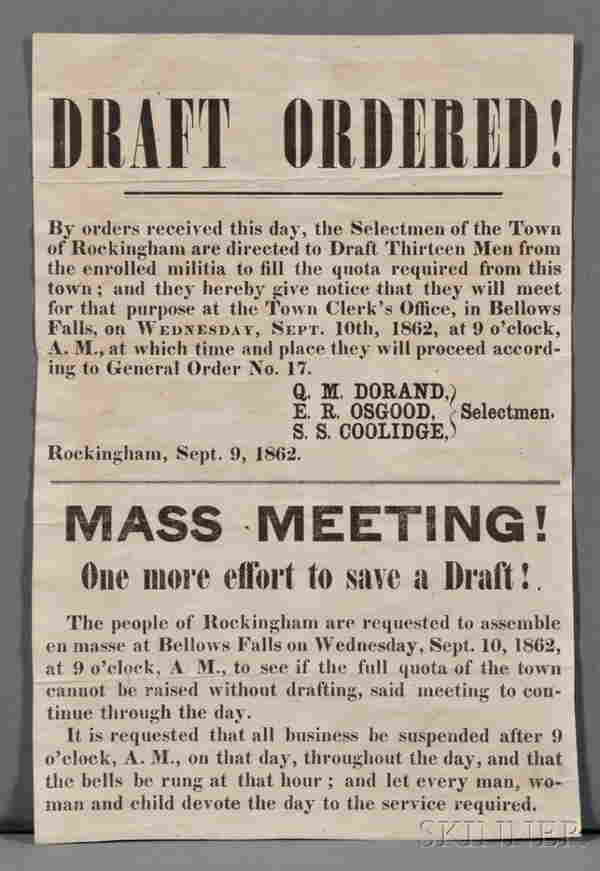 DRAFT ORDERED!
By orders received this day, the Selectmen of the Town
of Rockingham are directed to Draft Thirteen Men from
the enrolled militia to fill the quota required from this
town; and they hereby give notice that they will meet
for that purpose at the Town Clerk's Office, in Bellows
Falls, on WEDNESDAY, SEPT. 10th, 1862, at 9 o'clock,
A. M., at which time and place they will proceed accord-
ing to General Order No. 17.
Q. M. DORAND,
E. R. OSGOOD, } Selectmen.
S. S. COOLIDGE,
Rockingham, Sept. 9, 1862.
MASS MEETING!
One more effort to save a Draft!
The people of Rockingham are requested to assemble
en masse at Bellows Falls on Wednesday, Sept. 10, 1862,
at 9 o'clock, A M., to see if the full quota of the town
cannot be raised without drafting, said meeting to con-
tinue through the day.
It is requested that all business be suspended after 9
o'clock, A. M., on that day, throughout the day, and that
the bells be rung at that hour; and let every man, wo-
man and child devote the day to the service required.
SKINNER